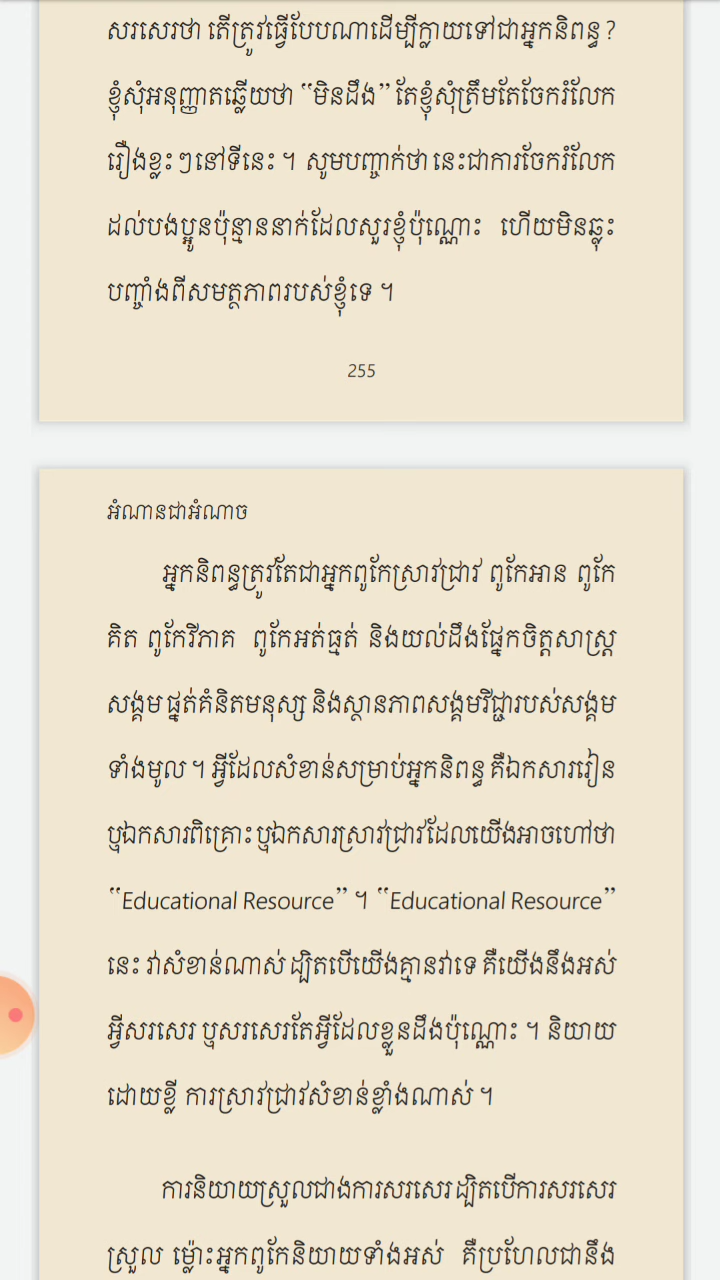 សរសេរថា តើត្រូវធ្វើបែបណាដើម្បីក្លាយទៅជាអ្នកនិពន្ធ ?
ខ្ញុំសុំអនុញ្ញាតឆ្លើយថា “មិនដឹង” តែខ្ញុំសុំត្រឹមតែចែករំលែក
រឿងខ្លះ ៗ នៅទីនេះ ។ សូមបញ្ជាក់ថា នេះជាការចែករំលែក
ដល់បងប្អូនប៉ុន្មាននាក់ដែលសួរខ្ញុំប៉ុណ្ណោះ ហើយមិនឆ្លុះ
បញ្ចាំងពីសមត្ថភាពរបស់ខ្ញុំទេ ។
255
អំណានជាអំណាច
អ្នកនិពន្ធត្រូវតែជាអ្នកពូកែស្រាវជ្រាវ ពូកែអាន ពូកែ
គិត ពូកែវិភាគ ពូកែអត់ធ្មត់ និងយល់ដឹងផ្នែកចិត្តសាស្ត្រ
សង្គម ផ្នត់គំនិតមនុស្ស និងស្ថានភាពសង្គមវិជ្ជារបស់សង្គម
ទាំងមូល ។ អ្វីដែលសំខាន់សម្រាប់អ្នកនិពន្ធ គឺឯកសាររៀន
ឬឯកសារពិគ្រោះ ឬឯកសារស្រាវជ្រាវដែលយើងអាចហៅថា
“Educational Resource” ។ “Educational Resource”
នេះ វាសំខាន់ណាស់ ដ្បិតបើយើងគ្មានវាទេ គឺយើងនឹងអស់
អ្វីសរសេរ ឬសរសេរតែអ្វីដែលខ្លួនដឹងប៉ុណ្ណោះ ។ និយាយ
ដោយខ្លី ការស្រាវជ្រាវសំខាន់ខ្លាំងណាស់ ។
ការនិយាយស្រួលជាងការសរសេរ ដ្បិតបើការសរសេរ
ស្រួល ម្ល៉ោះអ្នកពូកែនិយាយទាំងអស់ គឺប្រហែលជានឹង